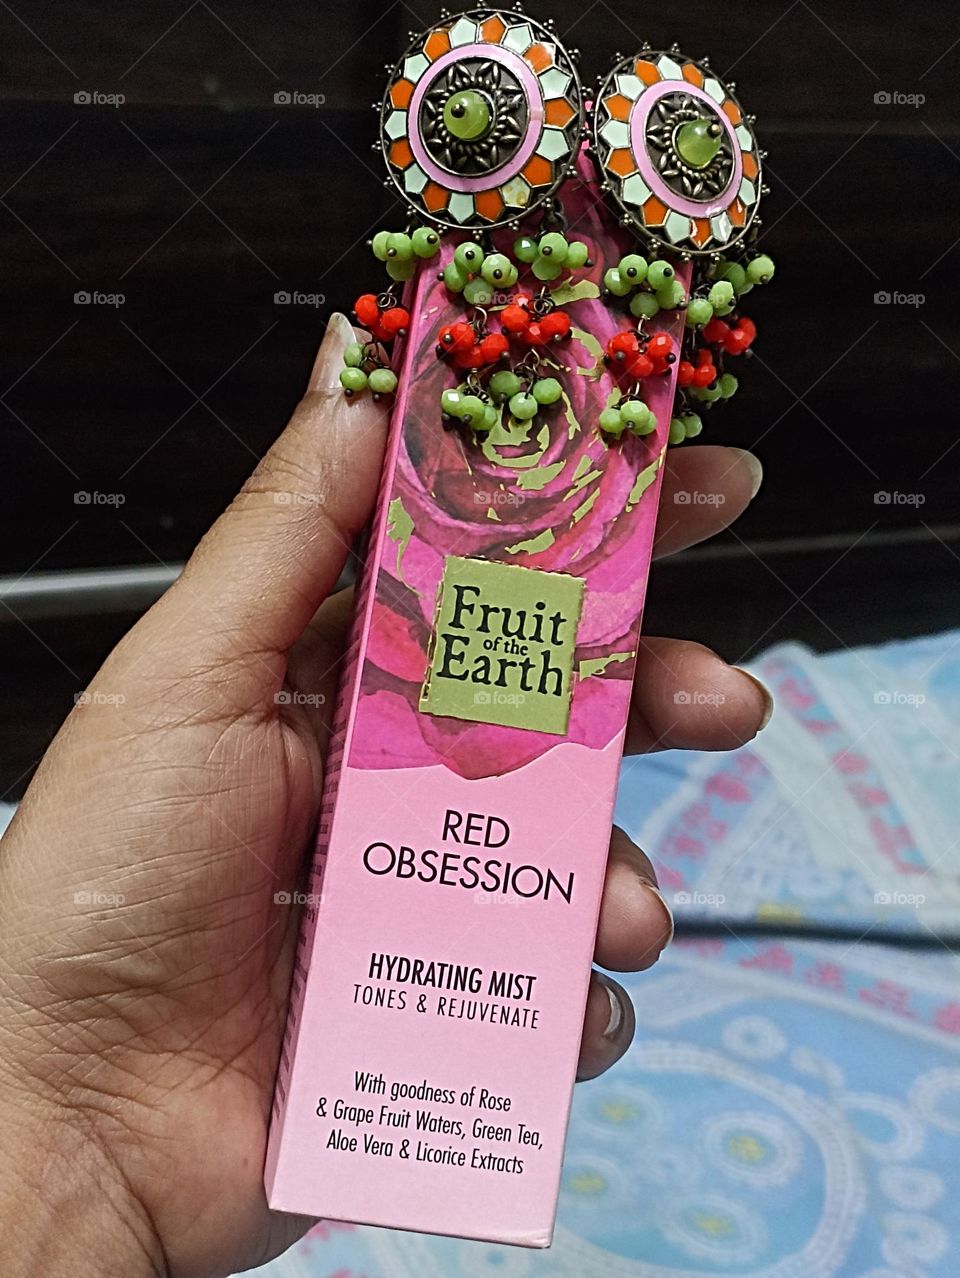 Fruit
of the
Earth
RED
OBSESSION
HYDRATING MIST
TONES & REJUVENATE
With goodness of Rose
& Grape Fruit Waters, Green Tea,
Aloe Vera & Licorice Extracts
foap